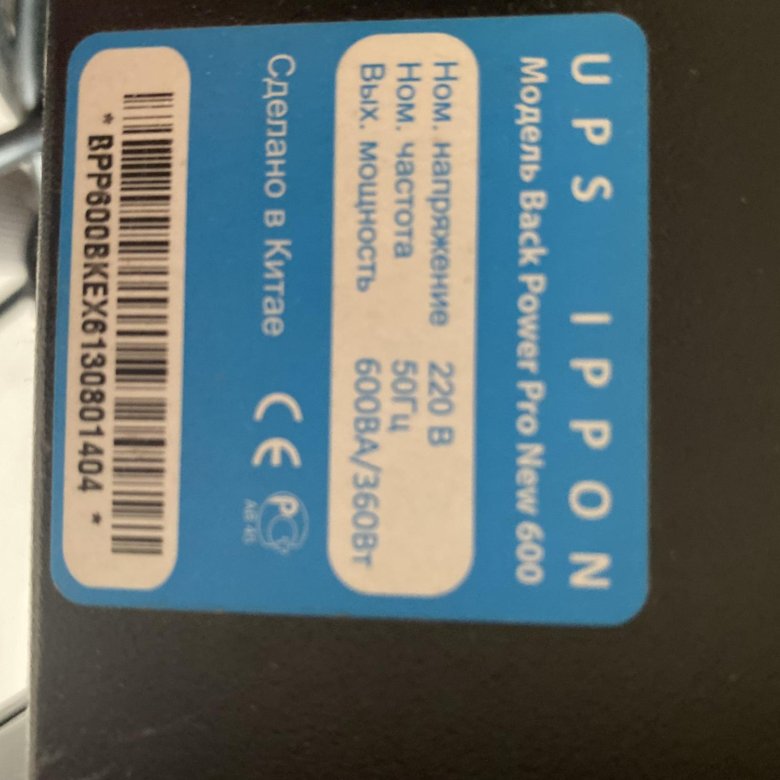 UPS IPPON
Модель Back Power Pro New 600
Ном. напряжение 220 В
Ном. частота 50Гц
Вых. мощность 600ВА/360Вт
Сделано в Китае CE
*BPP600BKEX6130801404*